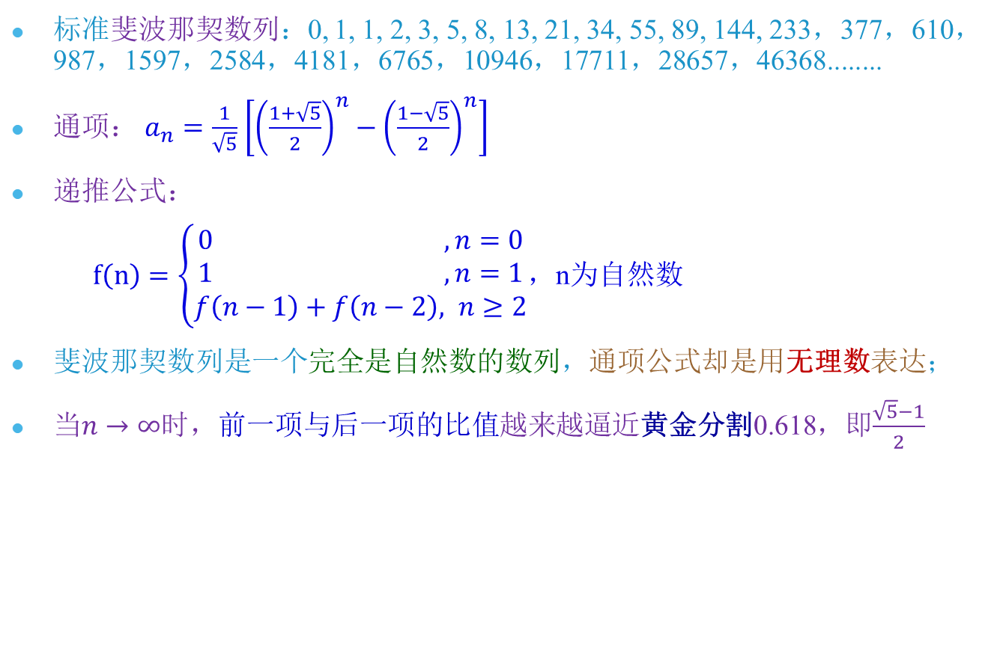 • 标准斐波那契数列：0, 1, 1, 2, 3, 5, 8, 13, 21, 34, 55, 89, 144, 233，377，610，
987，1597，2584，4181，6765，10946，17711，28657，46368........
• 通项： $a_n = \frac{1}{\sqrt{5}}\left[\left(\frac{1+\sqrt{5}}{2}\right)^n - \left(\frac{1-\sqrt{5}}{2}\right)^n\right]$
• 递推公式：
$f(n) = \begin{cases} 0 & ,n = 0 \\ 1 & ,n = 1 \\ f(n-1) + f(n-2), & n \geq 2 \end{cases}$，n为自然数
• 斐波那契数列是一个完全是自然数的数列，通项公式却是用无理数表达；
• 当$n \to \infty$时，前一项与后一项的比值越来越逼近黄金分割0.618，即$\frac{\sqrt{5}-1}{2}$